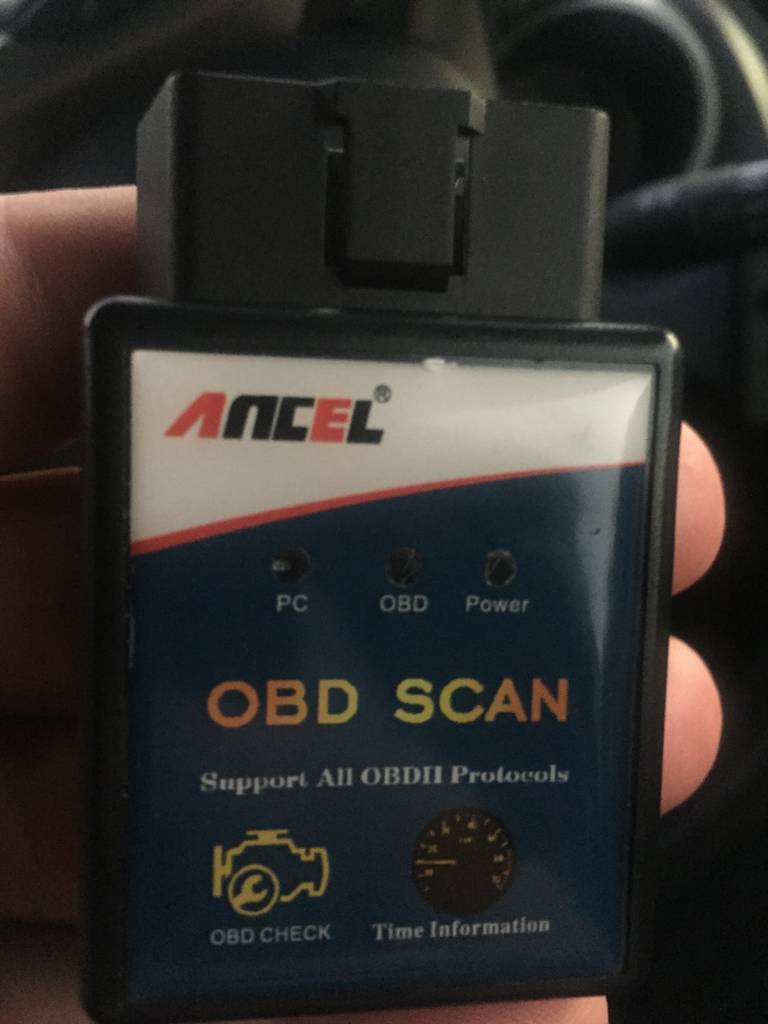 ANCEL®
PC OBD Power
OBD SCAN
Support All OBDII Protocols
OBD CHECK Time Information